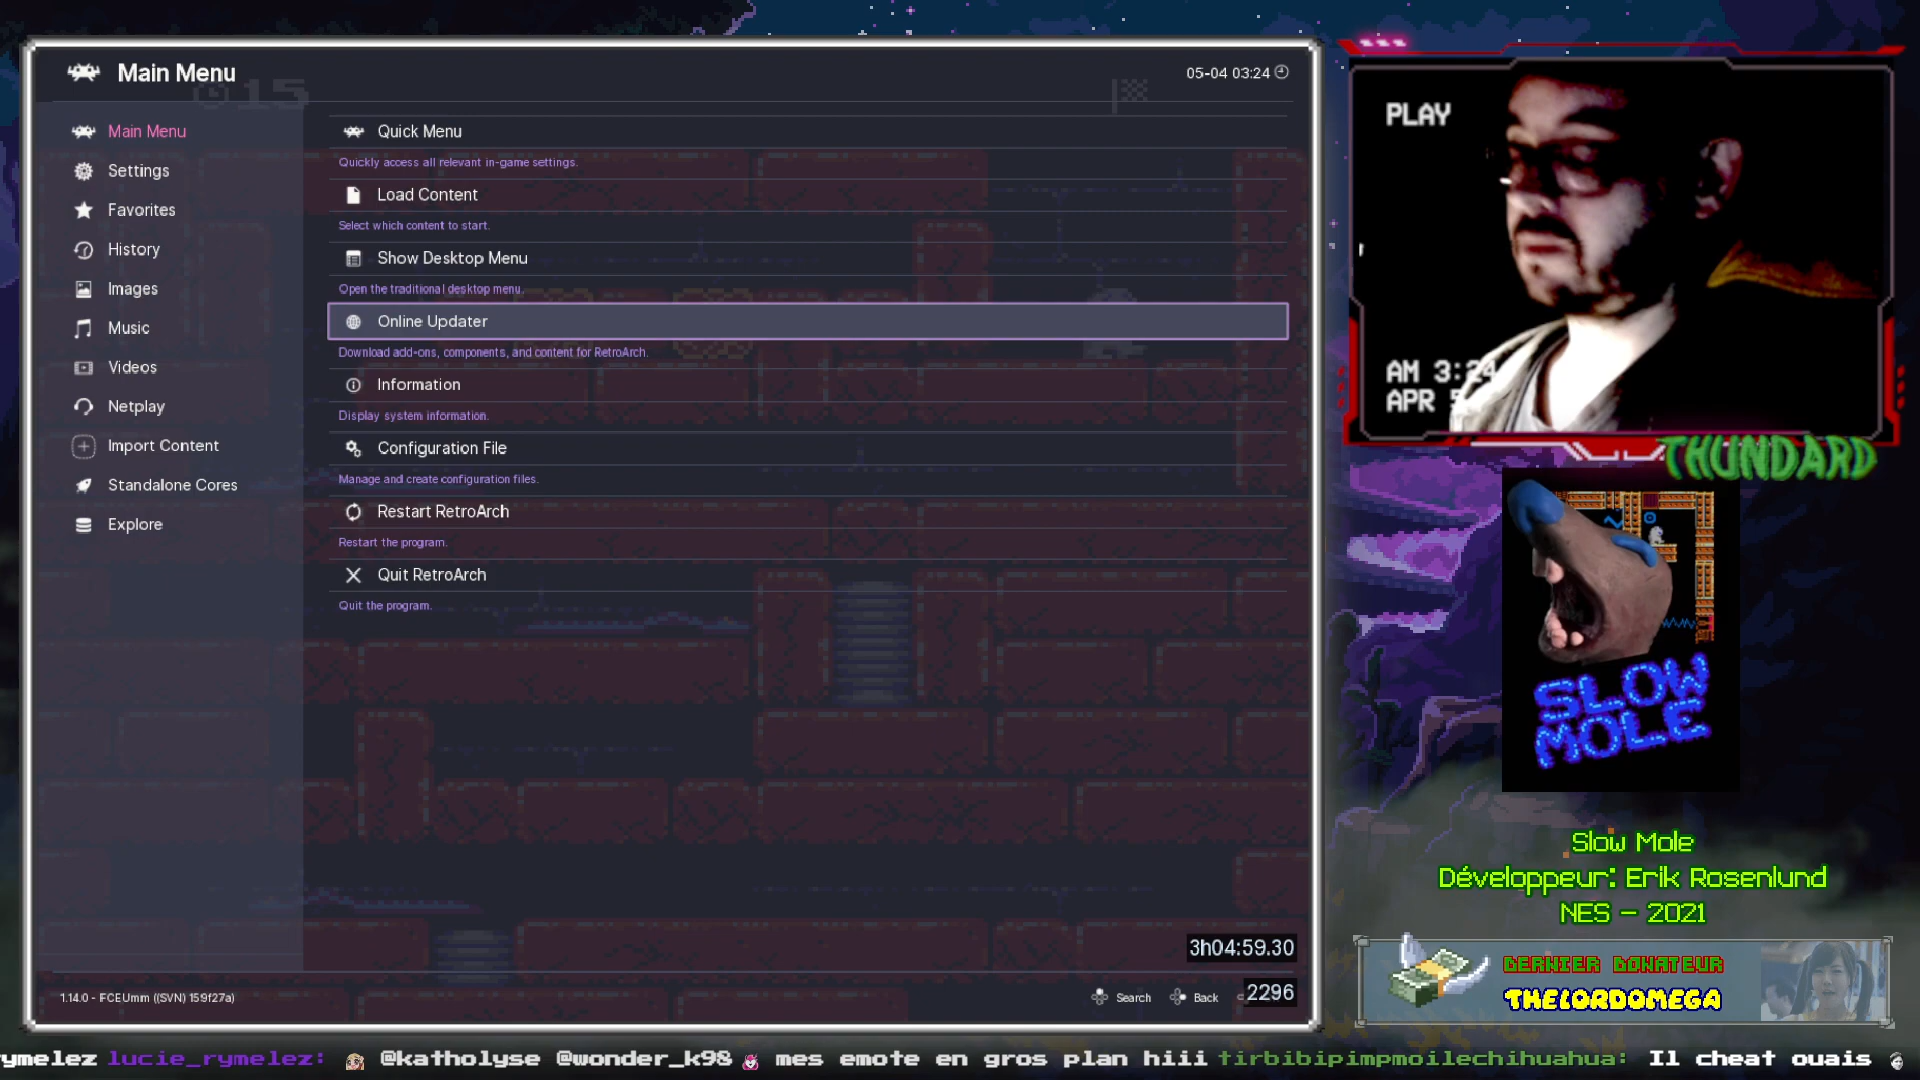 Main Menu
05-04 03:24
15
Main Menu
Settings
Favorites
History
Images
Music
Videos
Netplay
Import Content
Standalone Cores
Explore
Quick Menu
Quickly access all relevant in-game settings.
Load Content
Select which content to start.
Show Desktop Menu
Open the traditional desktop menu.
Online Updater
Download add-ons, components, and content for RetroArch.
Information
Display system information.
Configuration File
Manage and create configuration files.
Restart RetroArch
Restart the program.
Quit RetroArch
Quit the program.
3h04:59.30
1.14.0 - FCEUmm ((SVN) 159f27a)
Search
Back
2296
PLAY
AM 3:24
APR
THUNDARD
SLOW
MOLE
Slow Mole
Développeur: Erik Rosenlund
NES - 2021
DERNIER DONATEUR
THELORDOMEGA
ymelez lucie_rymelez: @katholyse @wonder_k98 mes emote en gros plan hiii tirbibipimpmoilechihuahua: Il cheat ouais